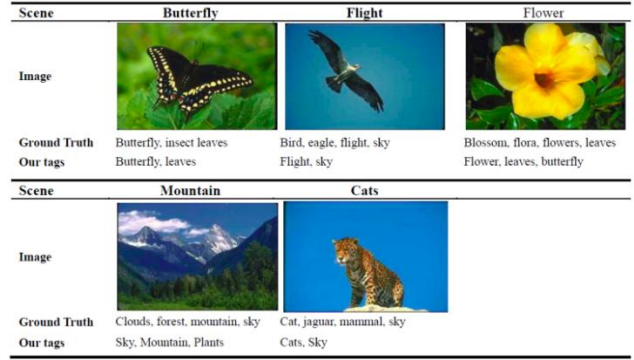 Scene Butterfly Flight Flower
Image
Ground Truth Butterfly, insect leaves Bird, eagle, flight, sky Blossom, flora, flowers, leaves
Our tags Butterfly, leaves Flight, sky Flower, leaves, butterfly
Scene Mountain Cats
Image
Ground Truth Clouds, forest, mountain, sky Cat, jaguar, mammal, sky
Our tags Sky, Mountain, Plants Cats, Sky